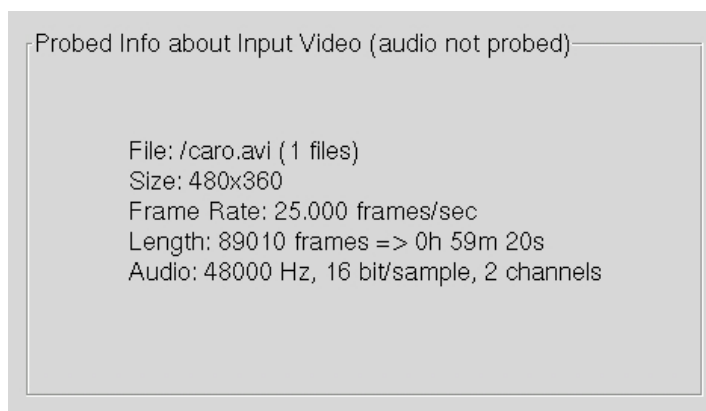 Probed Info about Input Video (audio not probed)
File: /caro.avi (1 files)
Size: 480x360
Frame Rate: 25.000 frames/sec
Length: 89010 frames => 0h 59m 20s
Audio: 48000 Hz, 16 bit/sample, 2 channels